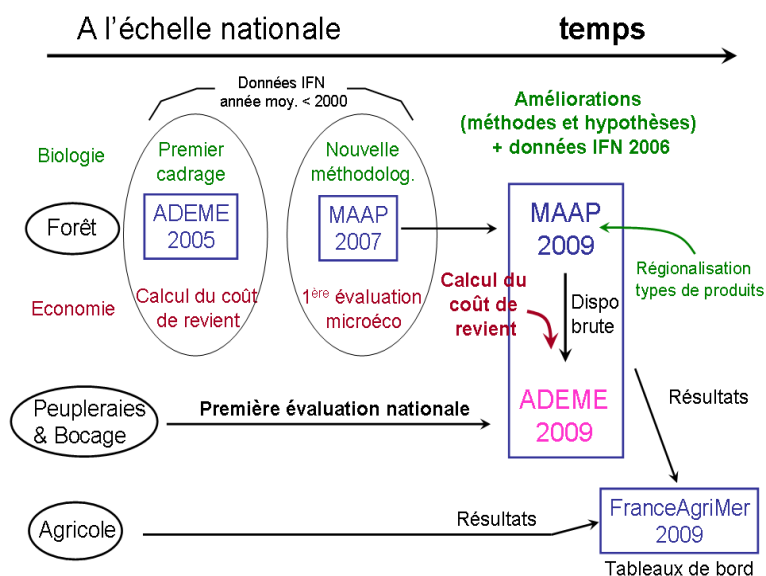 A l'échelle nationale
temps
Données IFN
année moy. < 2000
Améliorations
(méthodes et hypothèses)
+ données IFN 2006
Biologie
Premier
cadrage
Nouvelle
méthodolog.
Forêt
ADEME
2005
MAAP
2007
MAAP
2009
Régionalisation
types de produits
Economie
Calcul du coût
de revient
1ère évaluation
microéco
Calcul du
coût de
revient
Dispo
brute
Peupleraies
& Bocage
Première évaluation nationale
ADEME
2009
Résultats
Agricole
Résultats
FranceAgriMer
2009
Tableaux de bord